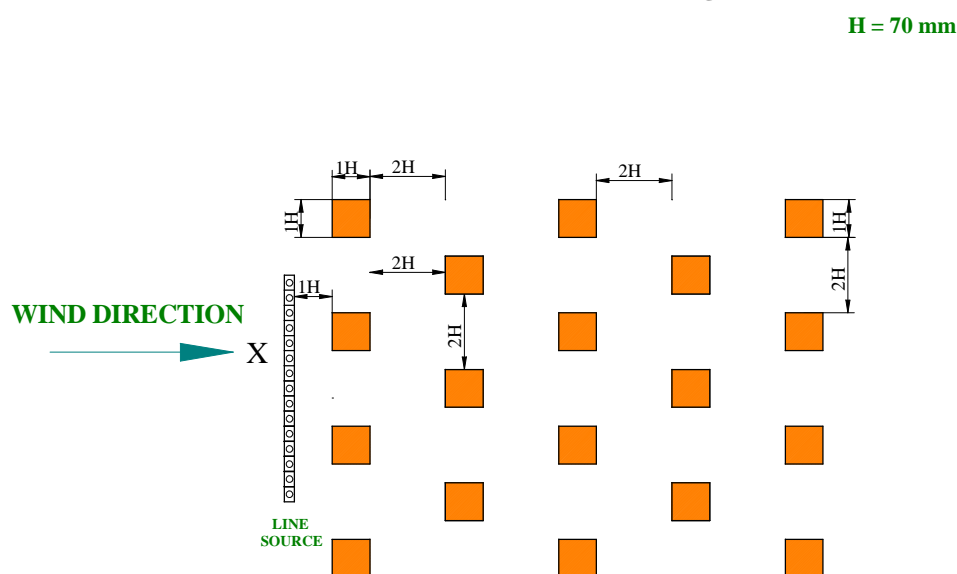 H = 70 mm
1H
2H
2H
1H
1H
2H
1H
2H
2H
WIND DIRECTION
X
LINE
SOURCE